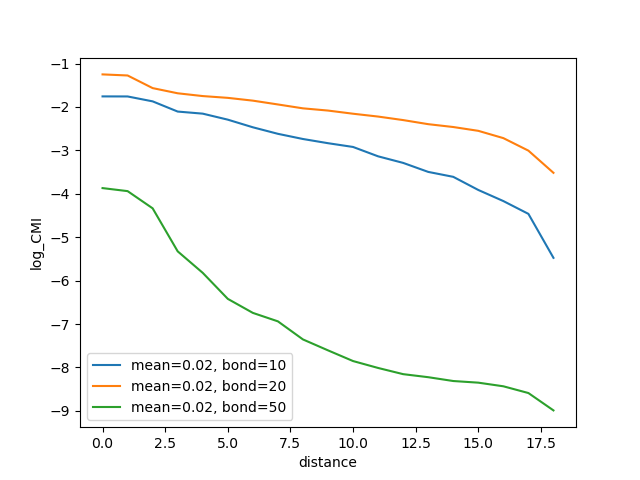 −1
−2
−3
−4
−5
−6
−7
−8
−9
log_CMI
mean=0.02, bond=10
mean=0.02, bond=20
mean=0.02, bond=50
0.0 2.5 5.0 7.5 10.0 12.5 15.0 17.5
distance